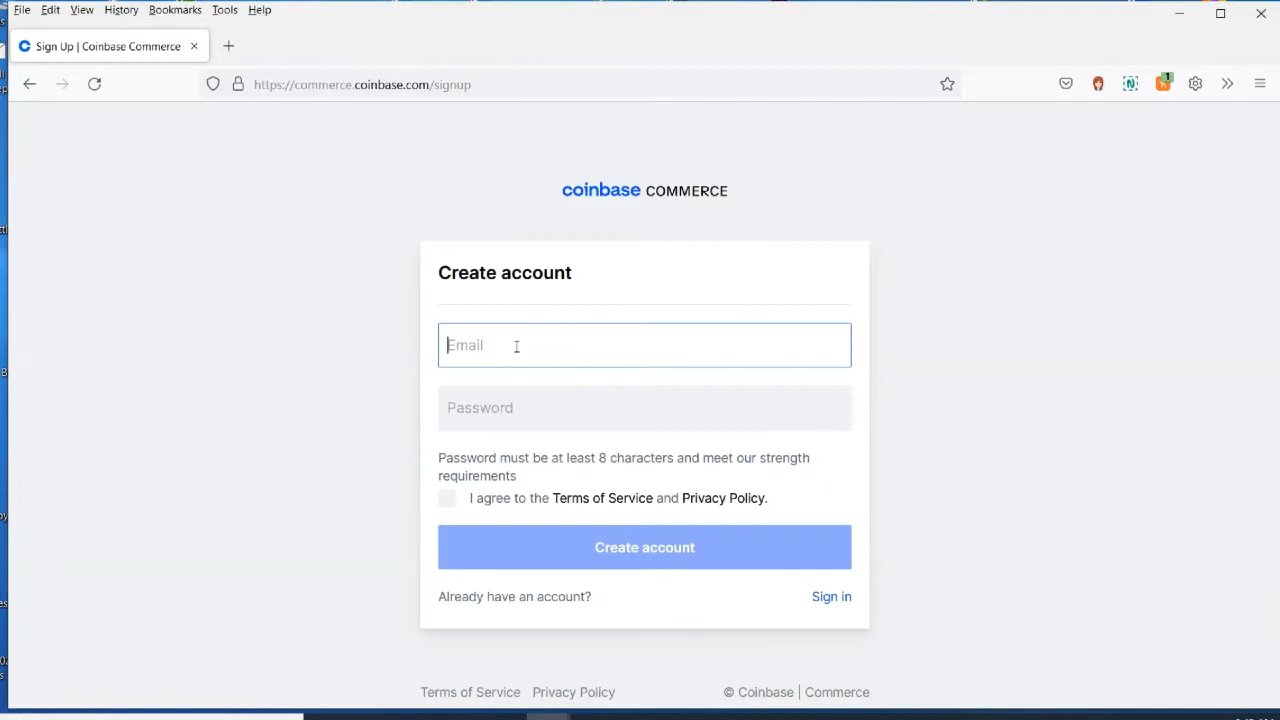 File Edit View History Bookmarks Tools Help
Sign Up | Coinbase Commerce
https://commerce.coinbase.com/signup
1
coinbase COMMERCE
Create account
Email
Password
Password must be at least 8 characters and meet our strength
requirements
I agree to the Terms of Service and Privacy Policy.
Create account
Already have an account? Sign in
Terms of Service Privacy Policy © Coinbase | Commerce